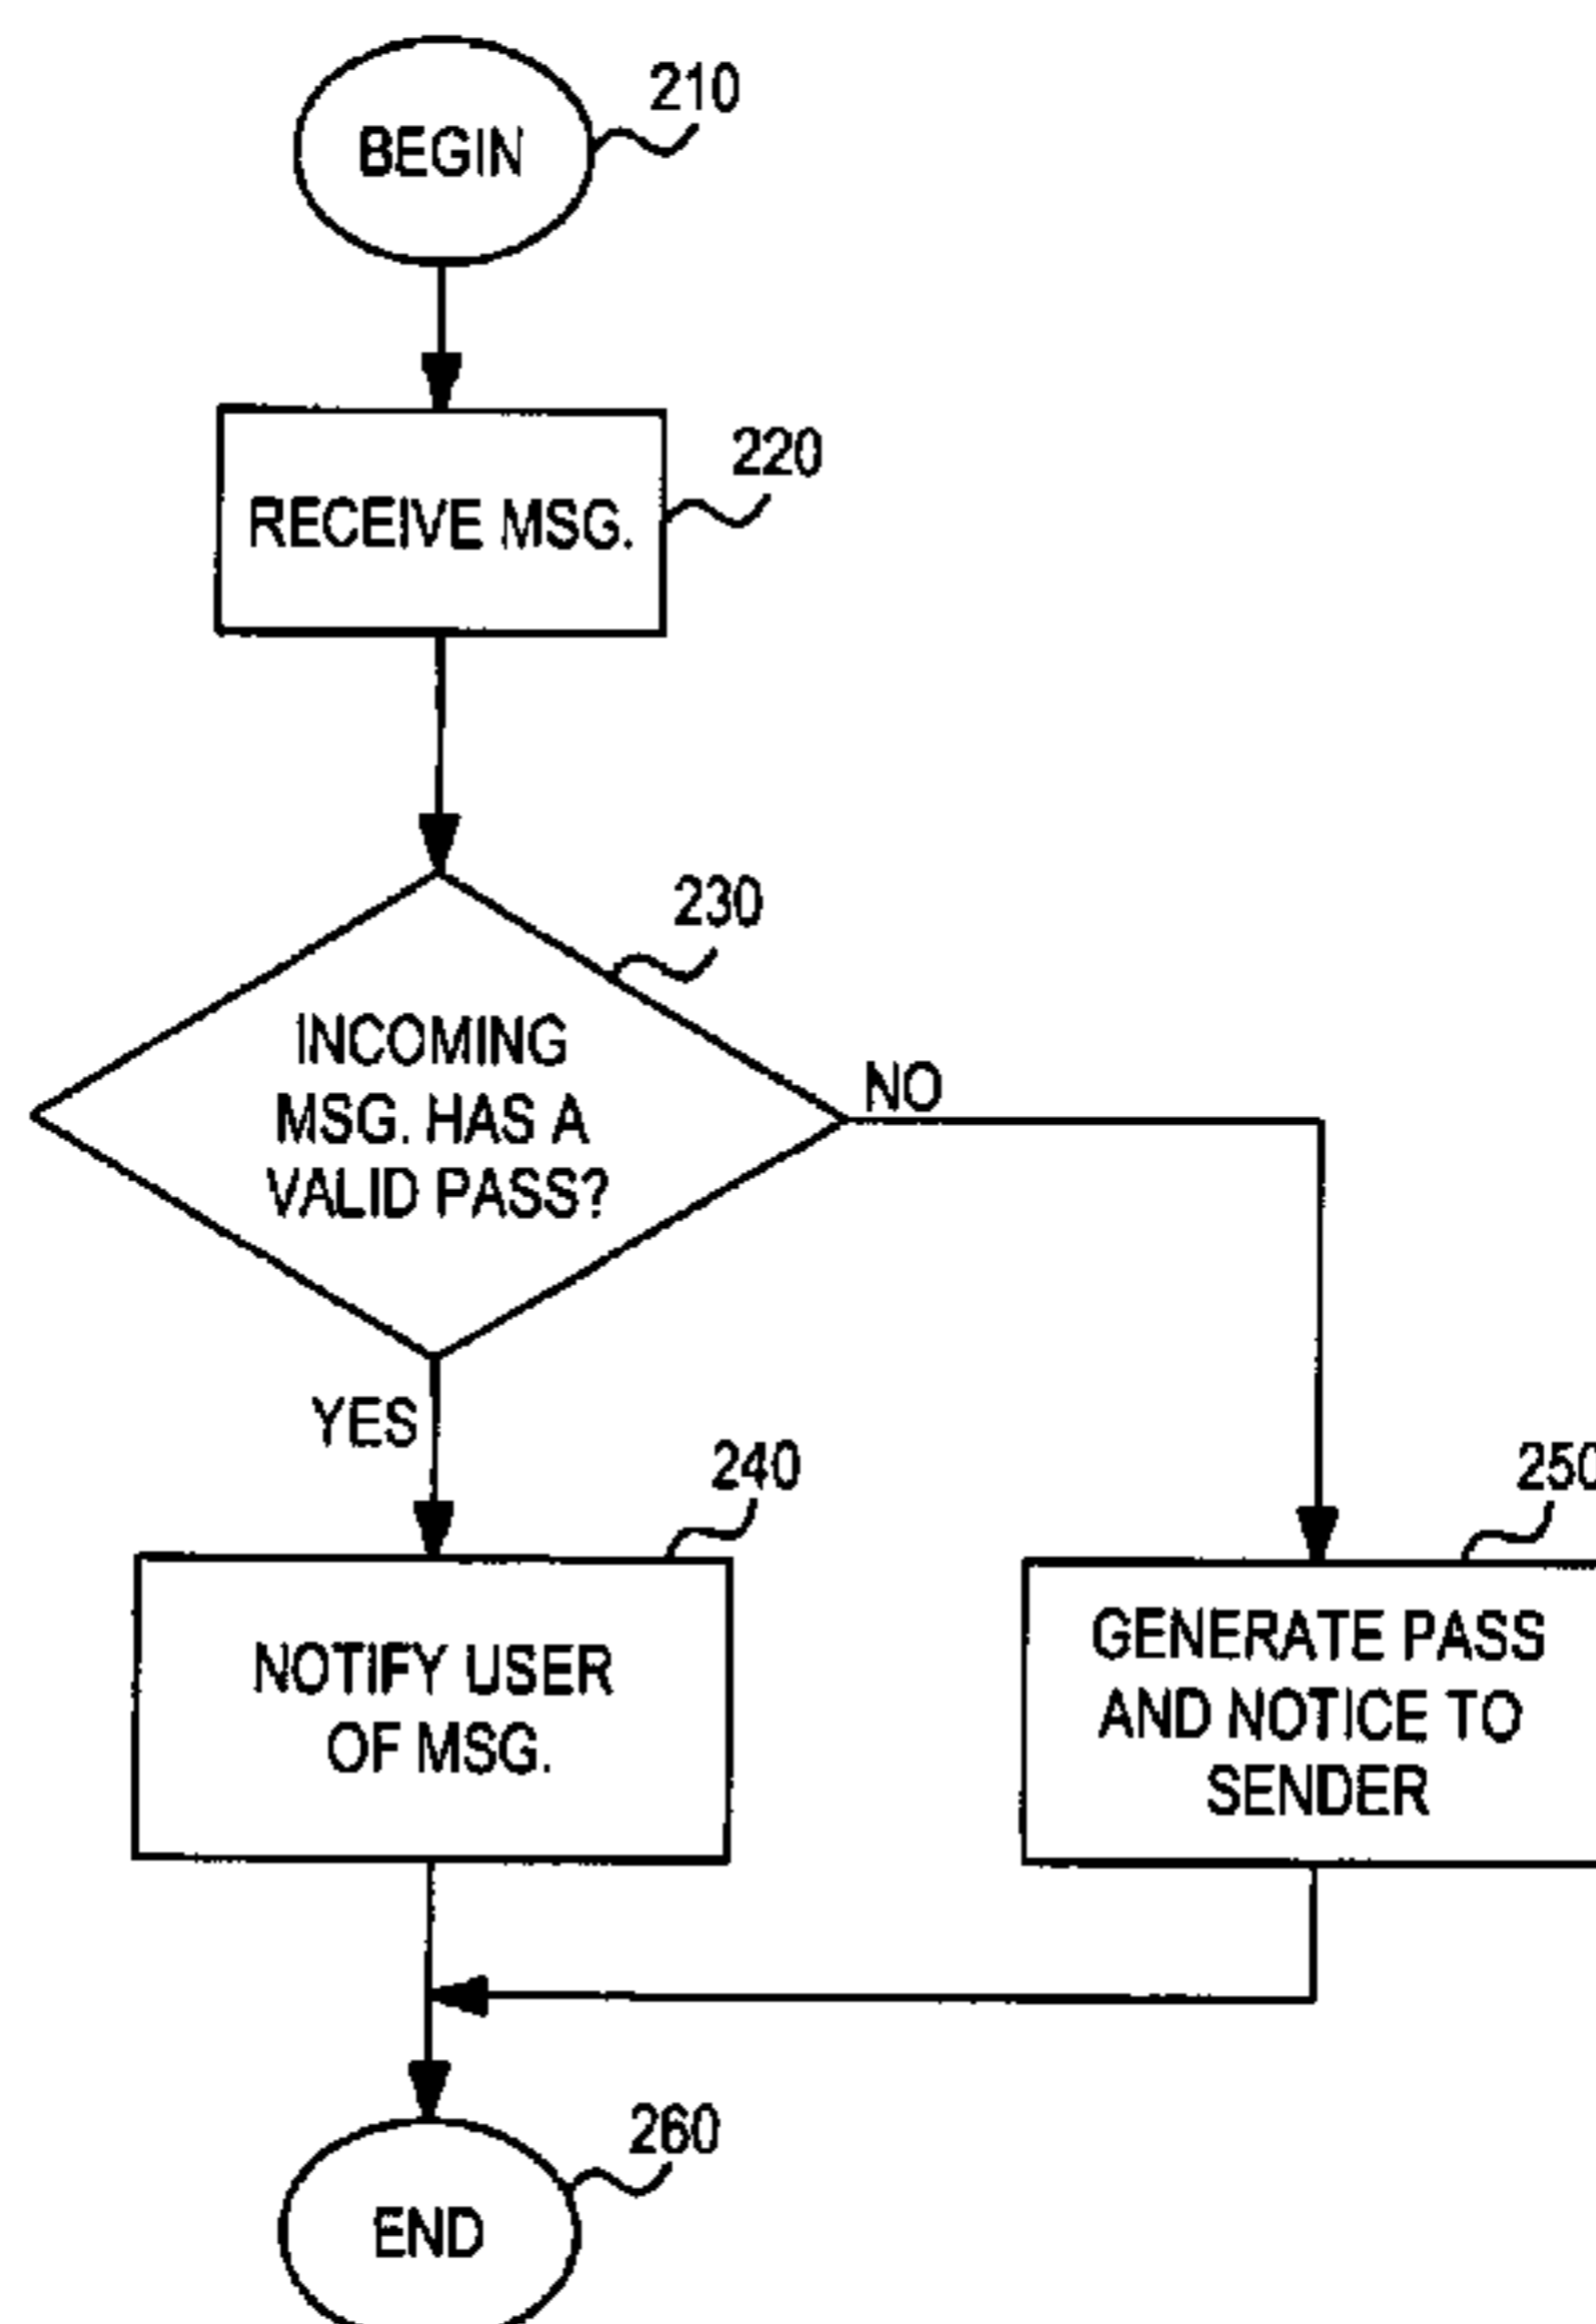 BEGIN
210
RECEIVE MSG.
220
230
INCOMING
MSG. HAS A
VALID PASS?
NO
YES
240
250
NOTIFY USER
OF MSG.
GENERATE PASS
AND NOTICE TO
SENDER
260
END